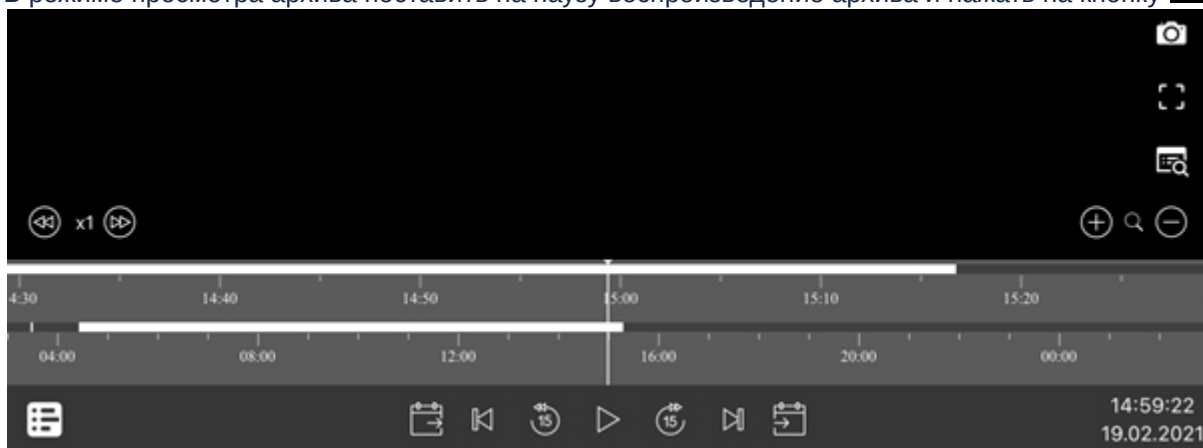 В режиме просмотра архива поставить на паузу воспроизведение архива и нажать на кнопку
x1
4:30 14:40 14:50 15:00 15:10 15:20
04:00 08:00 12:00 16:00 20:00 00:00
15 15
14:59:22
19.02.2021